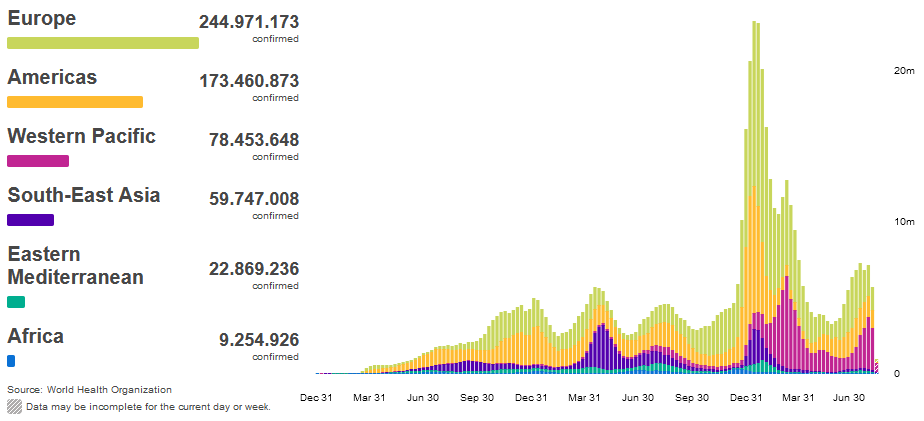 Europe 244.971.173
confirmed
Americas 173.460.873
confirmed
Western Pacific 78.453.648
confirmed
South-East Asia 59.747.008
confirmed
Eastern
Mediterranean 22.869.236
confirmed
Africa 9.254.926
confirmed
Source: World Health Organization
Data may be incomplete for the current day or week.
20m
10m
0
Dec 31 Mar 31 Jun 30 Sep 30 Dec 31 Mar 31 Jun 30 Sep 30 Dec 31 Mar 31 Jun 30